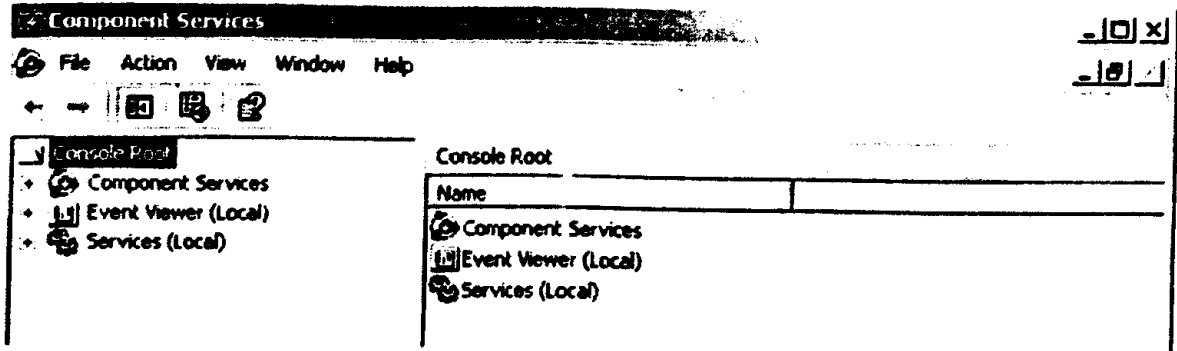 Component Services
File Action View Window Help
Console Root
Component Services
Event Viewer (Local)
Services (Local)
Console Root
Name
Component Services
Event Viewer (Local)
Services (Local)